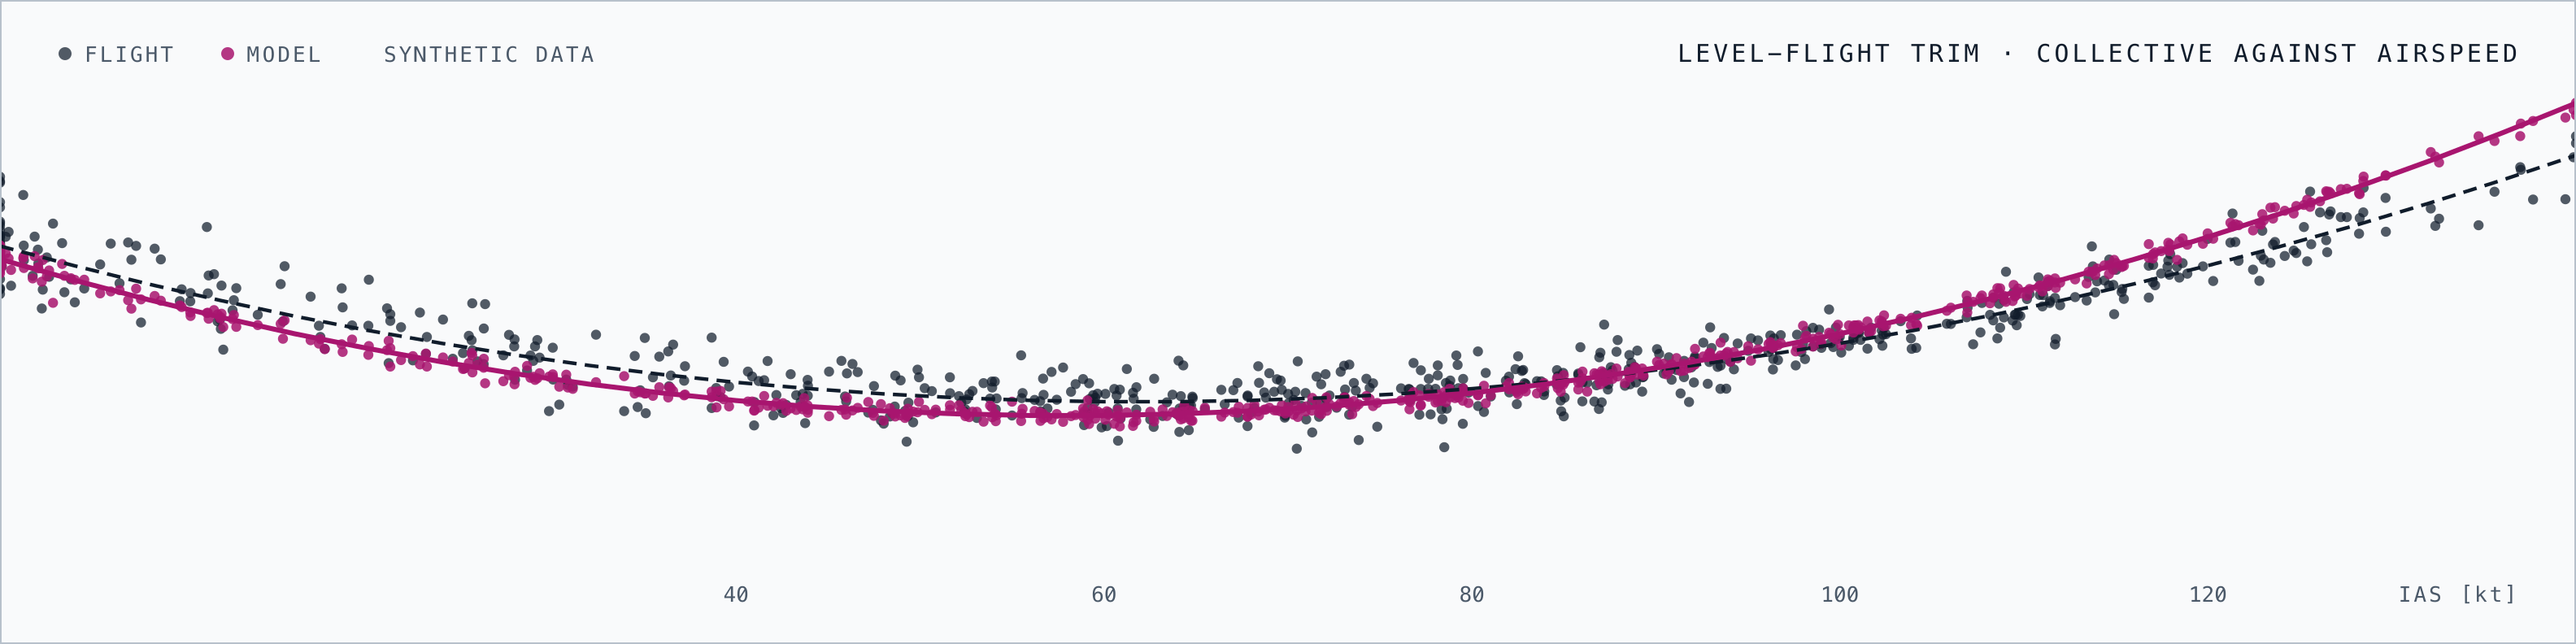 FLIGHT MODEL SYNTHETIC DATA
LEVEL−FLIGHT TRIM · COLLECTIVE AGAINST AIRSPEED
40 60 80 100 120 IAS [kt]